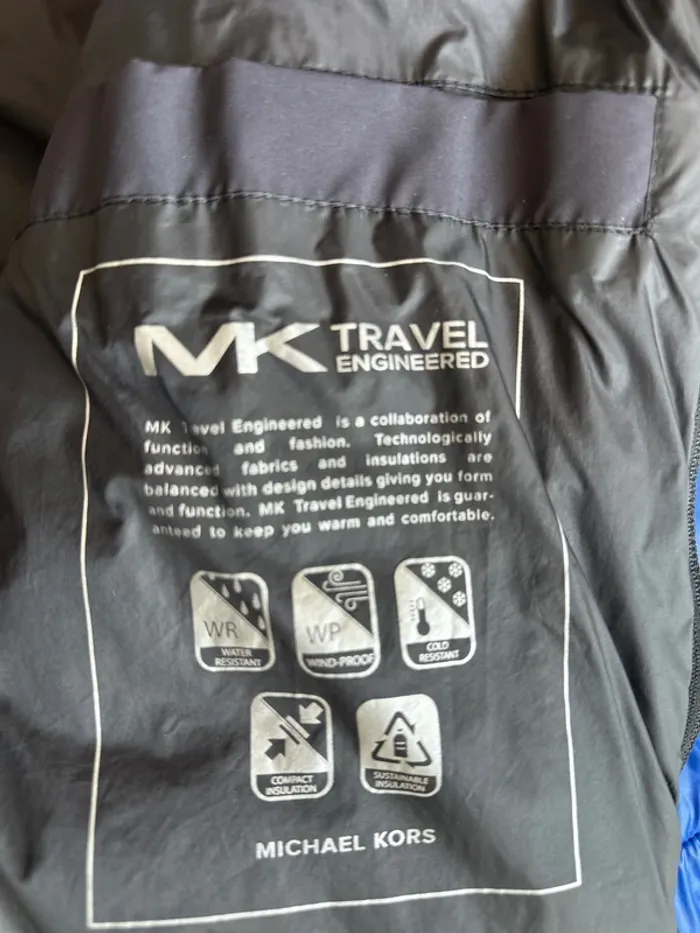 MK TRAVEL
ENGINEERED
MK Travel Engineered is a collaboration of
function and fashion. Technologically
advanced fabrics and insulations are
balanced with design details giving you form
and function. MK Travel Engineered is guar-
anteed to keep you warm and comfortable.
WR
WATER
RESISTANT
WP
WIND-PROOF
COLD
RESISTANT
COMPACT
INSULATION
SUSTAINABLE
INSULATION
MICHAEL KORS